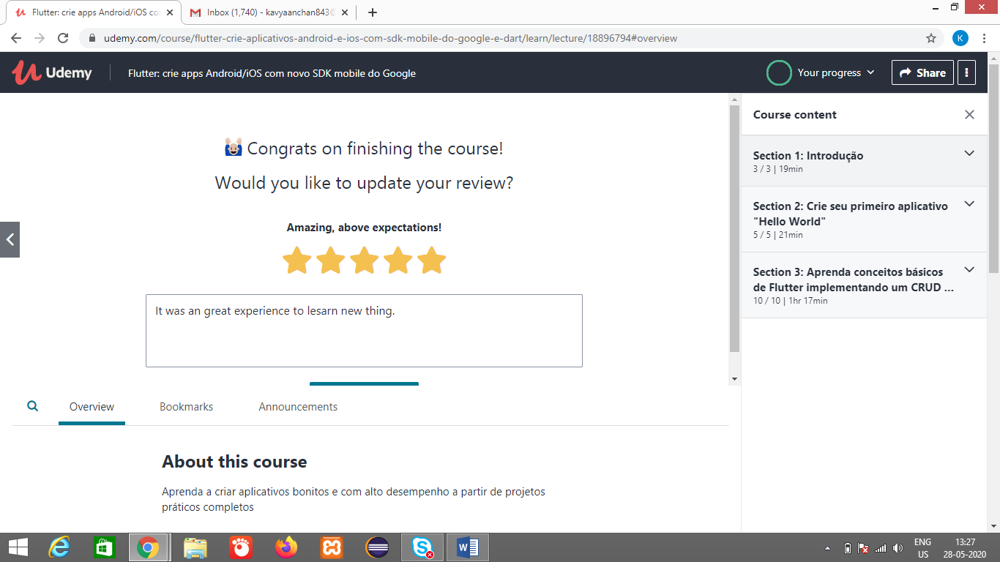 Flutter: crie apps Android/iOS co
Inbox (1,740) - kavyaanchan843@
udemy.com/course/flutter-crie-aplicativos-android-e-ios-com-sdk-mobile-do-google-e-dart/learn/lecture/18896794#overview
K
Udemy
Flutter: crie apps Android/iOS com novo SDK mobile do Google
Your progress
Share
Congrats on finishing the course!
Would you like to update your review?
Amazing, above expectations!
It was an great experience to lesarn new thing.
Course content
Section 1: Introdução
3 / 3 | 19min
Section 2: Crie seu primeiro aplicativo
"Hello World"
5 / 5 | 21min
Section 3: Aprenda conceitos básicos
de Flutter implementando um CRUD ...
10 / 10 | 1hr 17min
Overview
Bookmarks
Announcements
About this course
Aprenda a criar aplicativos bonitos e com alto desempenho a partir de projetos
práticos completos
ENG
US
13:27
28-05-2020